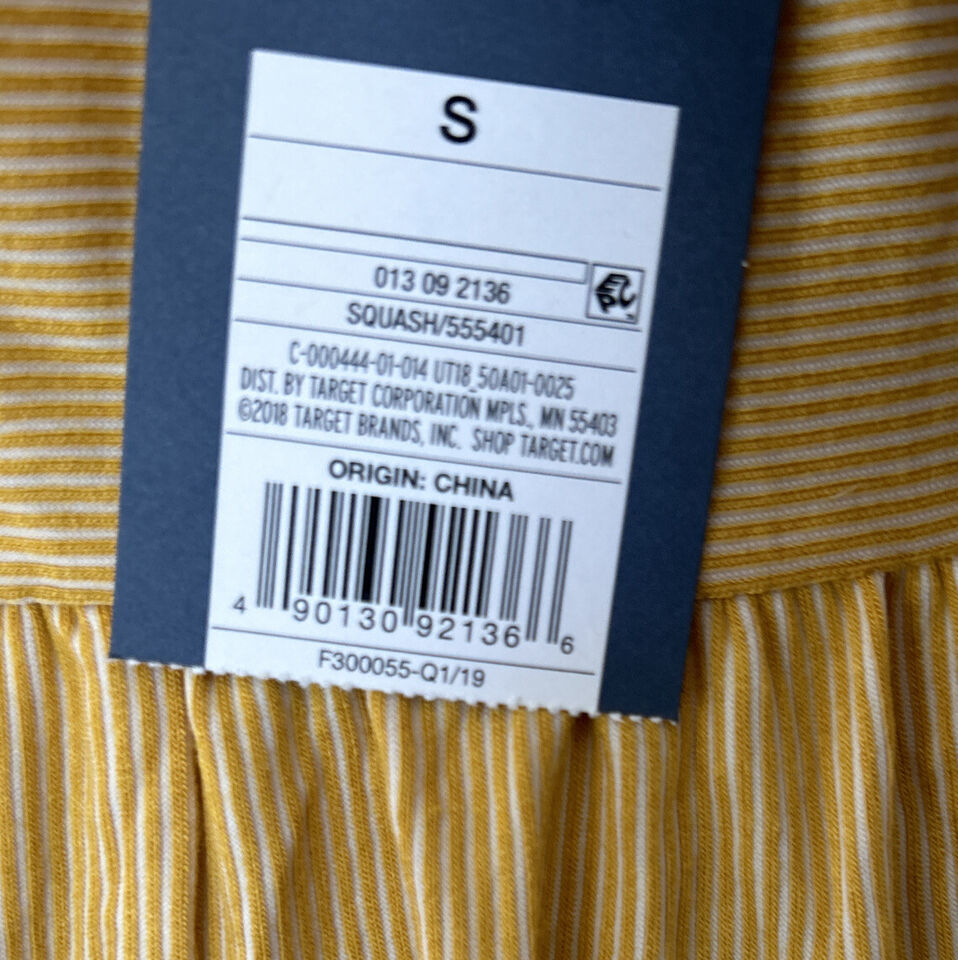 S
013 09 2136
SQUASH/555401
C-000444-01-014 UT18_50A01-0025
DIST. BY TARGET CORPORATION MPLS., MN 55403
©2018 TARGET BRANDS, INC. SHOP TARGET.COM
ORIGIN: CHINA
4 90130 92136 6
F300055-Q1/19